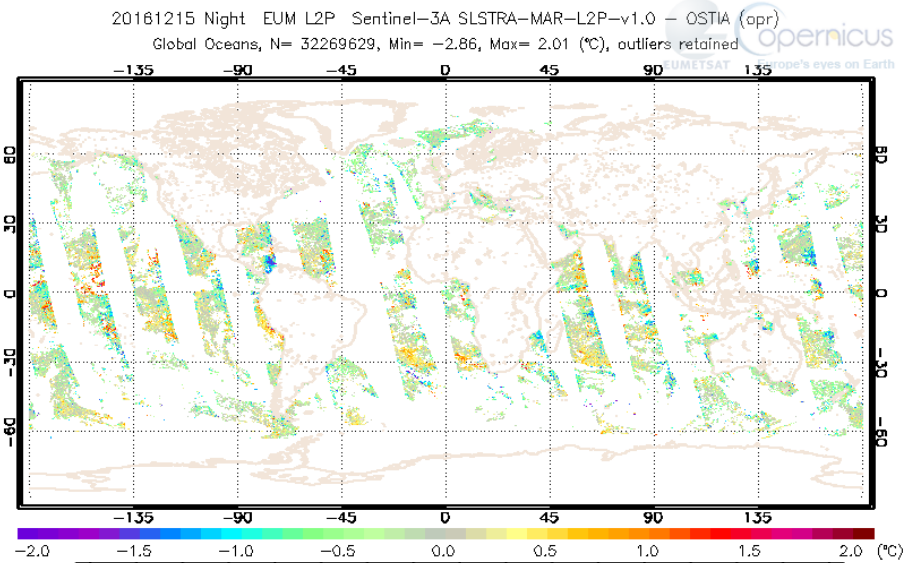 20161215 Night EUM L2P Sentinel-3A SLSTRA-MAR-L2P-v1.0 - OSTIA (opr)
Global Oceans, N= 32269629, Min= -2.86, Max= 2.01 (°C), outliers retained
opernicus
EUMETSAT Europe's eyes on Earth
-135 -90 -45 0 45 90 135
60 60
30 30
0 0
-30 -30
-60 -60
-135 -90 -45 0 45 90 135
-2.0 -1.5 -1.0 -0.5 0.0 0.5 1.0 1.5 2.0 (°C)